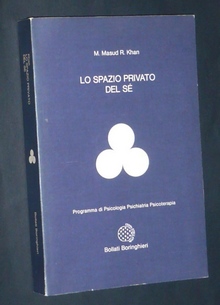 M. Masud R. Khan
LO SPAZIO PRIVATO
DEL SÉ
Programma di Psicologia Psichiatria Psicoterapia
Bollati Boringhieri